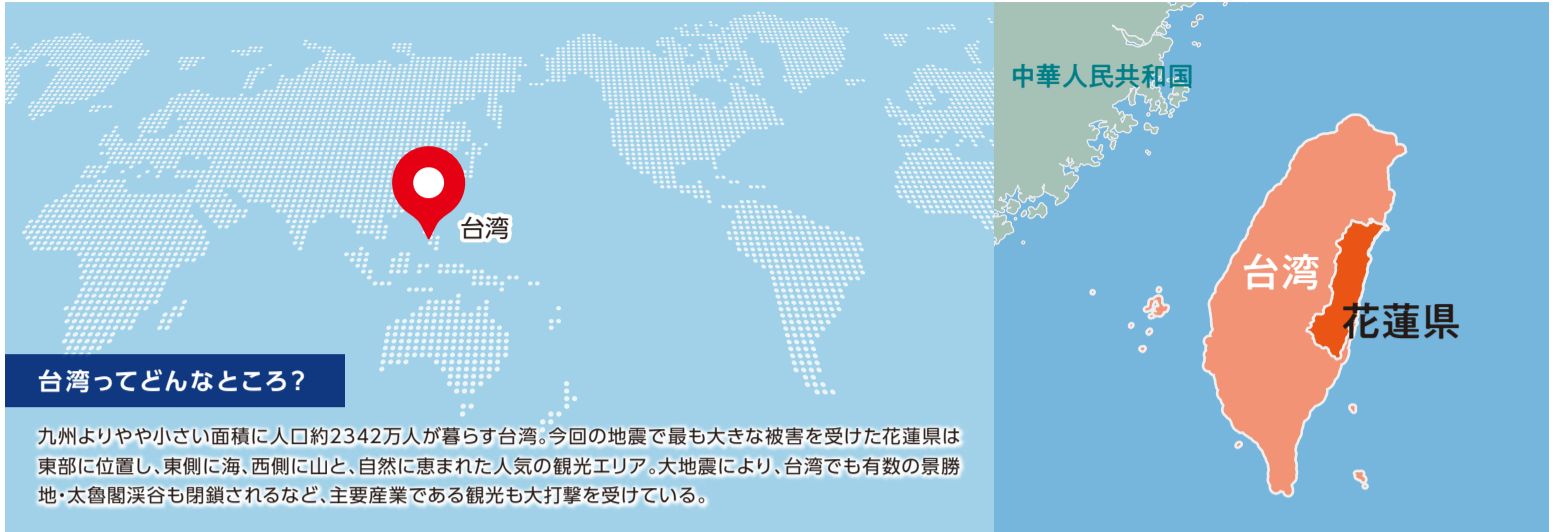 台湾
台湾ってどんなところ？
九州よりやや小さい面積に人口約2342万人が暮らす台湾。今回の地震で最も大きな被害を受けた花蓮県は
東部に位置し、東側に海、西側に山と、自然に恵まれた人気の観光エリア。大地震により、台湾でも有数の景勝
地・太魯閣渓谷も閉鎖されるなど、主要産業である観光も大打撃を受けている。
中華人民共和国
台湾
花蓮県